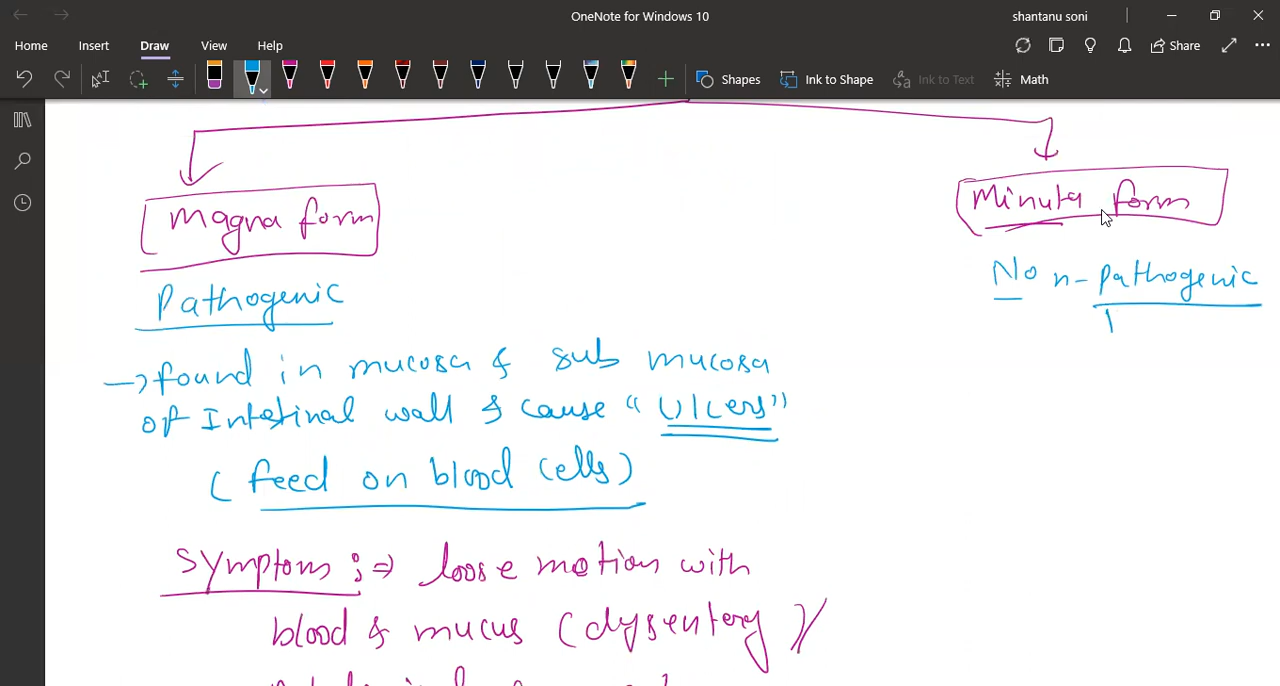 OneNote for Windows 10
shantanu soni
Home Insert Draw View Help
Share
Shapes Ink to Shape Ink to Text Math
Magna form
Minuta form
Pathogenic
Non-pathogenic
→ found in mucosa & sub mucosa
of Intestinal wall & cause "Ulcers"
(feed on blood cells)
Symptoms :⇒ loose motion with
blood & mucus (dysentery)